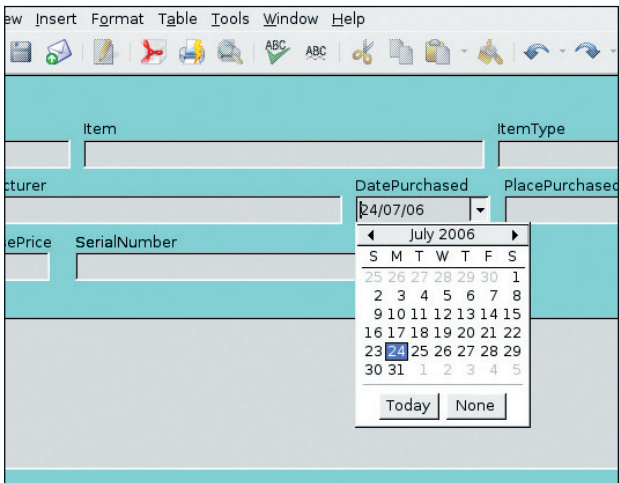 ew Insert Format Table Tools Window Help
ABC ABC
Item ItemType
cturer DatePurchased PlacePurchased
24/07/06
sePrice SerialNumber
July 2006
S M T W T F S
25 26 27 28 29 30 1
2 3 4 5 6 7 8
9 10 11 12 13 14 15
16 17 18 19 20 21 22
23 24 25 26 27 28 29
30 31 1 2 3 4 5
Today None